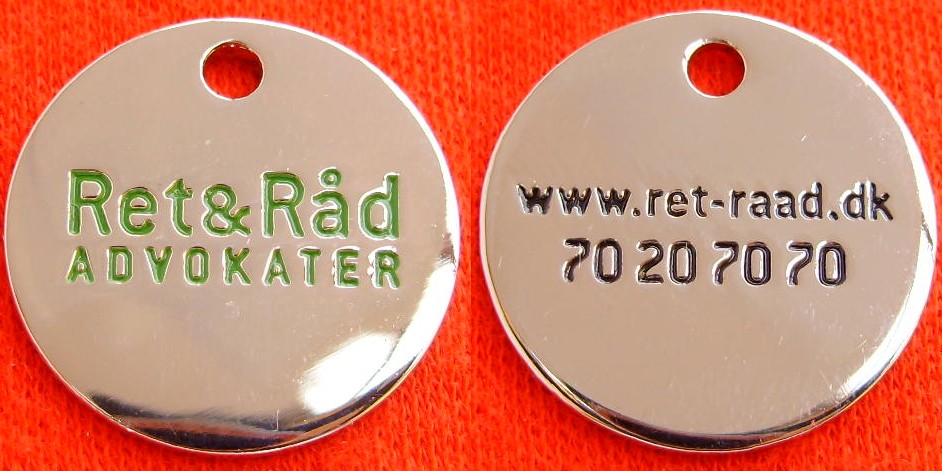 Ret&Råd
ADVOKATER
www.ret-raad.dk
70 20 70 70